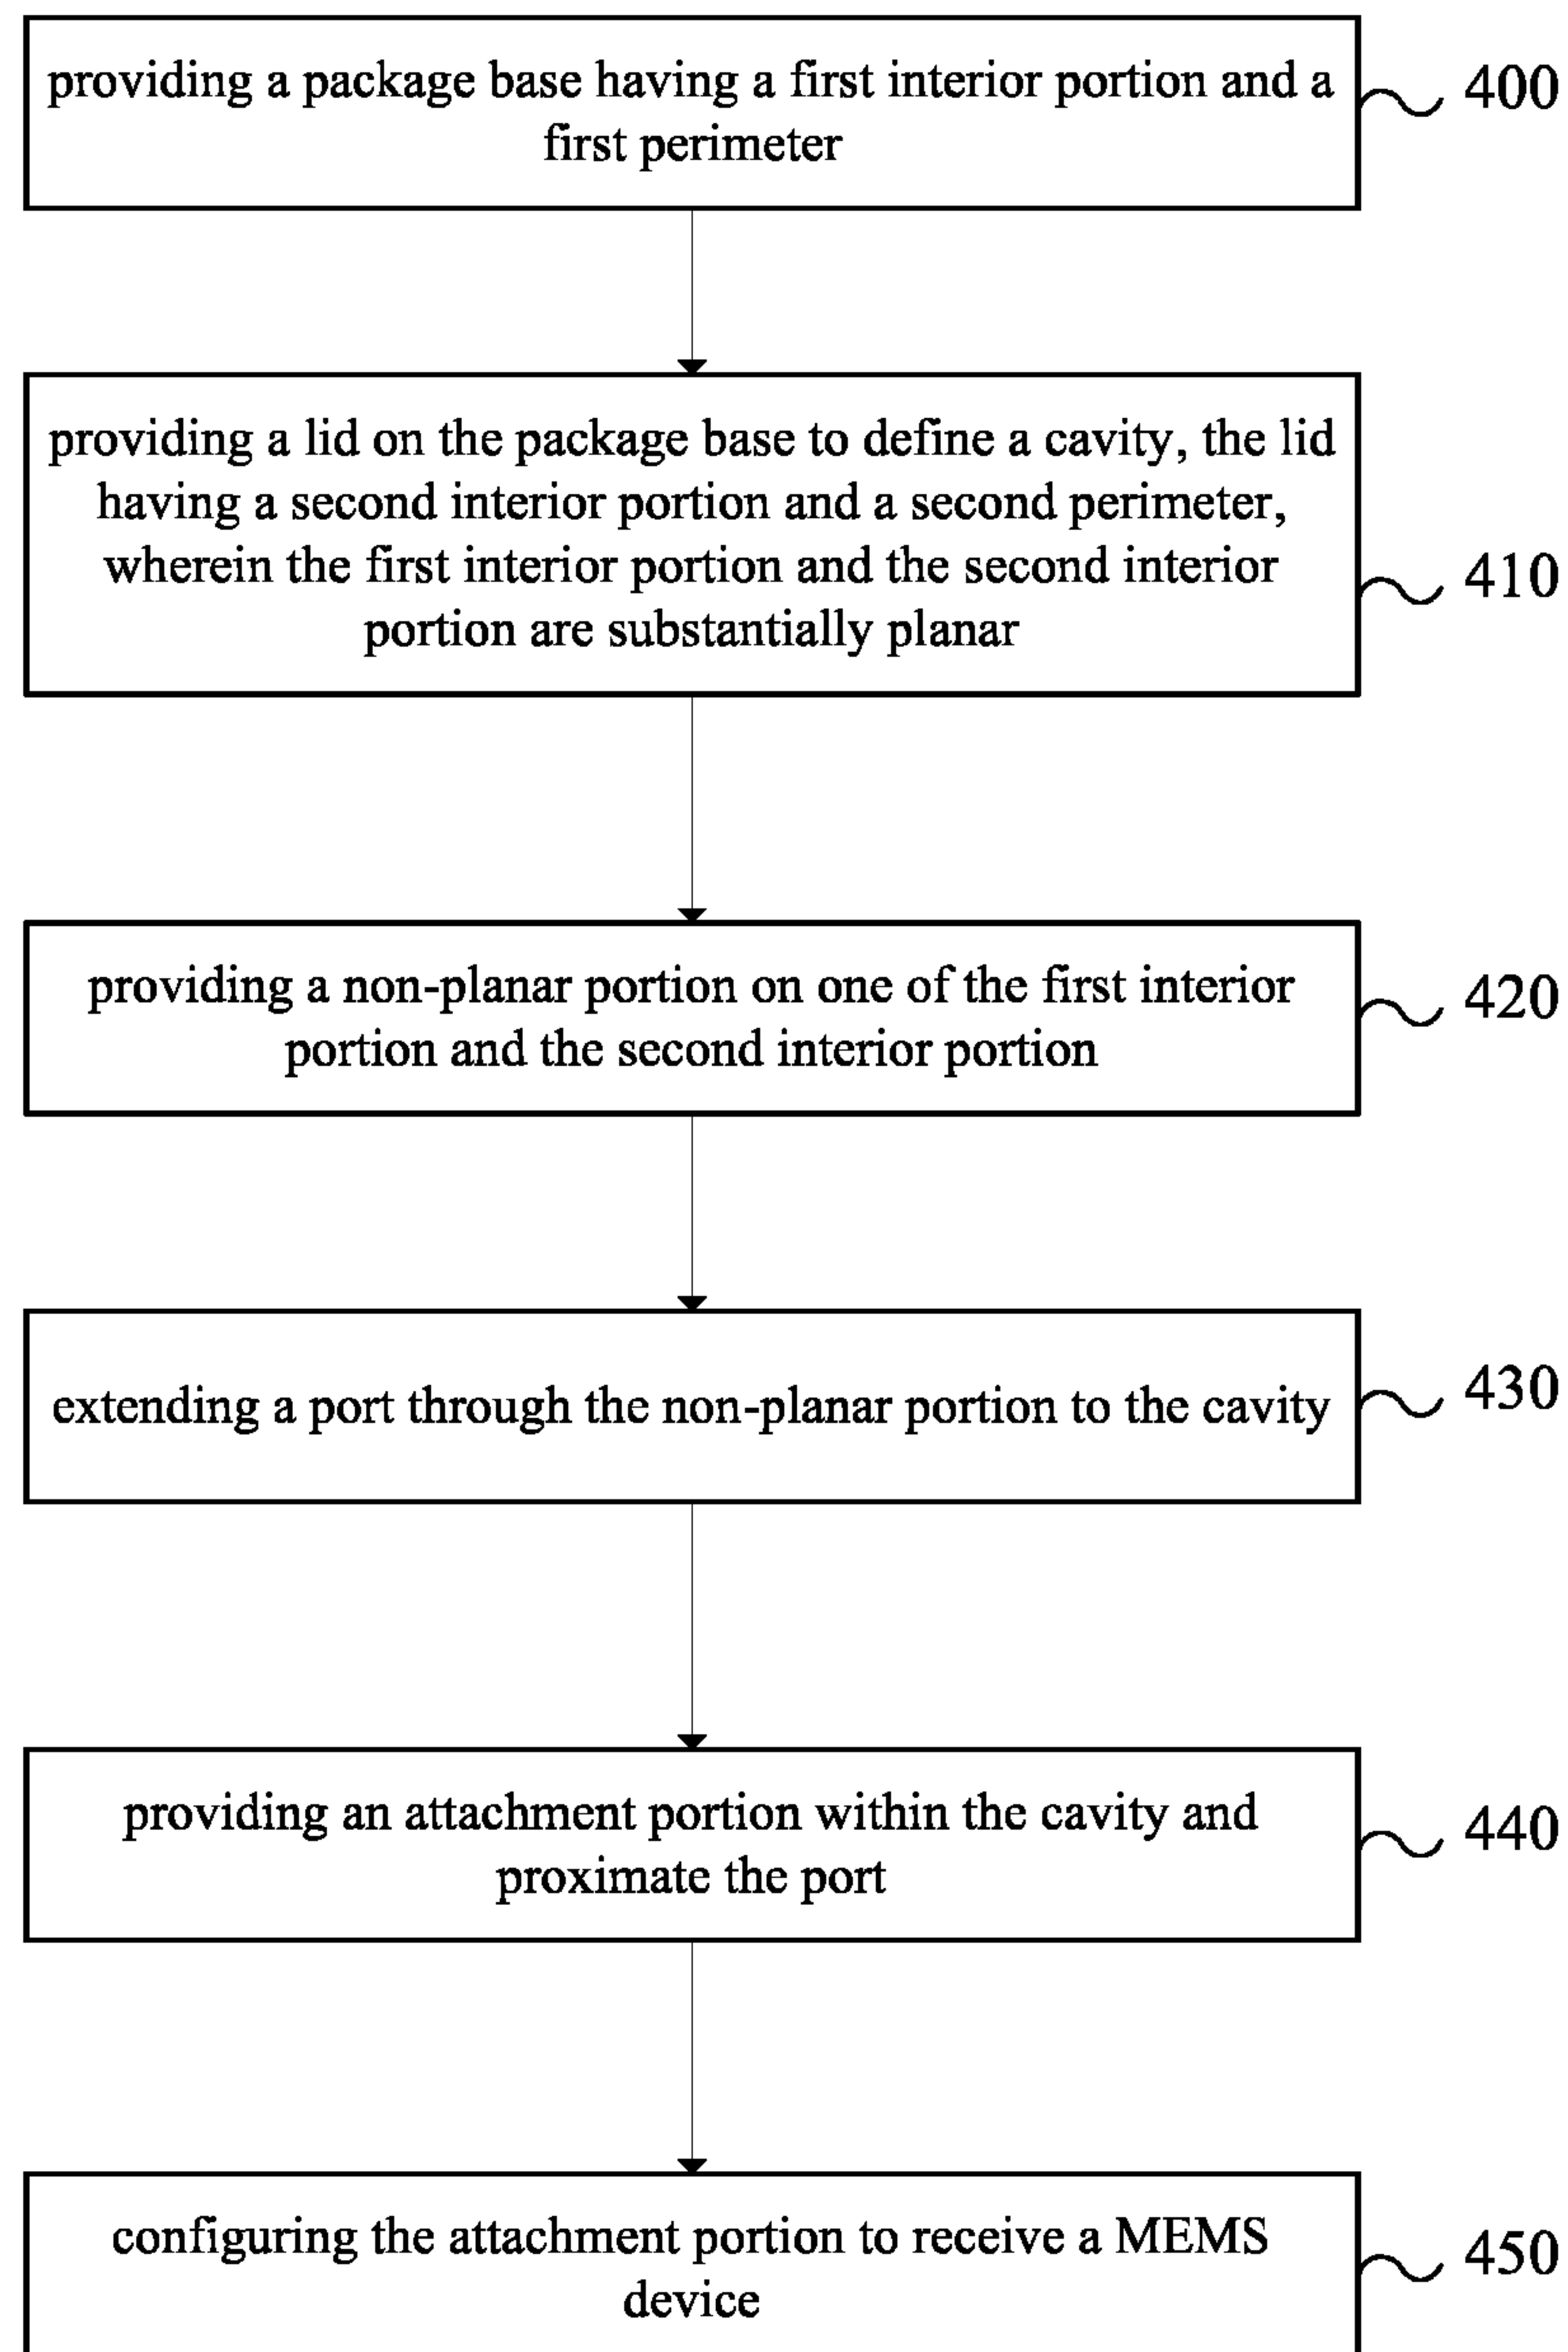 providing a package base having a first interior portion and a
first perimeter
400
providing a lid on the package base to define a cavity, the lid
having a second interior portion and a second perimeter,
wherein the first interior portion and the second interior
portion are substantially planar
410
providing a non-planar portion on one of the first interior
portion and the second interior portion
420
extending a port through the non-planar portion to the cavity
430
providing an attachment portion within the cavity and
proximate the port
440
configuring the attachment portion to receive a MEMS
device
450